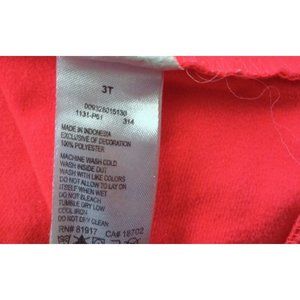 3T
009328015130
1131-P61 314
MADE IN INDONESIA
EXCLUSIVE OF DECORATION
100% POLYESTER
MACHINE WASH COLD
WASH INSIDE OUT
WASH WITH LIKE COLORS
DO NOT ALLOW TO LAY ON
ITSELF WHEN WET
DO NOT BLEACH
TUMBLE DRY LOW
COOL IRON
DO NOT DRY CLEAN
RN# 81917 CA# 18702